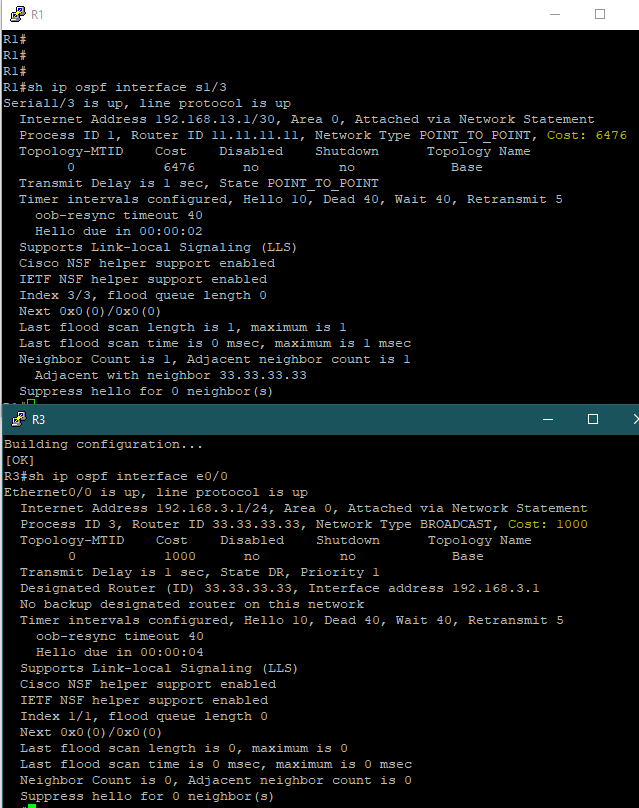 R1
R1#
R1#
R1#
R1#sh ip ospf interface s1/3
Serial1/3 is up, line protocol is up
Internet Address 192.168.13.1/30, Area 0, Attached via Network Statement
Process ID 1, Router ID 11.11.11.11, Network Type POINT_TO_POINT, Cost: 6476
Topology-MTID Cost Disabled Shutdown Topology Name
0 6476 no no Base
Transmit Delay is 1 sec, State POINT_TO_POINT
Timer intervals configured, Hello 10, Dead 40, Wait 40, Retransmit 5
oob-resync timeout 40
Hello due in 00:00:02
Supports Link-local Signaling (LLS)
Cisco NSF helper support enabled
IETF NSF helper support enabled
Index 3/3, flood queue length 0
Next 0x0(0)/0x0(0)
Last flood scan length is 1, maximum is 1
Last flood scan time is 0 msec, maximum is 1 msec
Neighbor Count is 1, Adjacent neighbor count is 1
Adjacent with neighbor 33.33.33.33
Suppress hello for 0 neighbor(s)
R3
Building configuration...
[OK]
R3#sh ip ospf interface e0/0
Ethernet0/0 is up, line protocol is up
Internet Address 192.168.3.1/24, Area 0, Attached via Network Statement
Process ID 3, Router ID 33.33.33.33, Network Type BROADCAST, Cost: 1000
Topology-MTID Cost Disabled Shutdown Topology Name
0 1000 no no Base
Transmit Delay is 1 sec, State DR, Priority 1
Designated Router (ID) 33.33.33.33, Interface address 192.168.3.1
No backup designated router on this network
Timer intervals configured, Hello 10, Dead 40, Wait 40, Retransmit 5
oob-resync timeout 40
Hello due in 00:00:04
Supports Link-local Signaling (LLS)
Cisco NSF helper support enabled
IETF NSF helper support enabled
Index 1/1, flood queue length 0
Next 0x0(0)/0x0(0)
Last flood scan length is 0, maximum is 0
Last flood scan time is 0 msec, maximum is 0 msec
Neighbor Count is 0, Adjacent neighbor count is 0
Suppress hello for 0 neighbor(s)